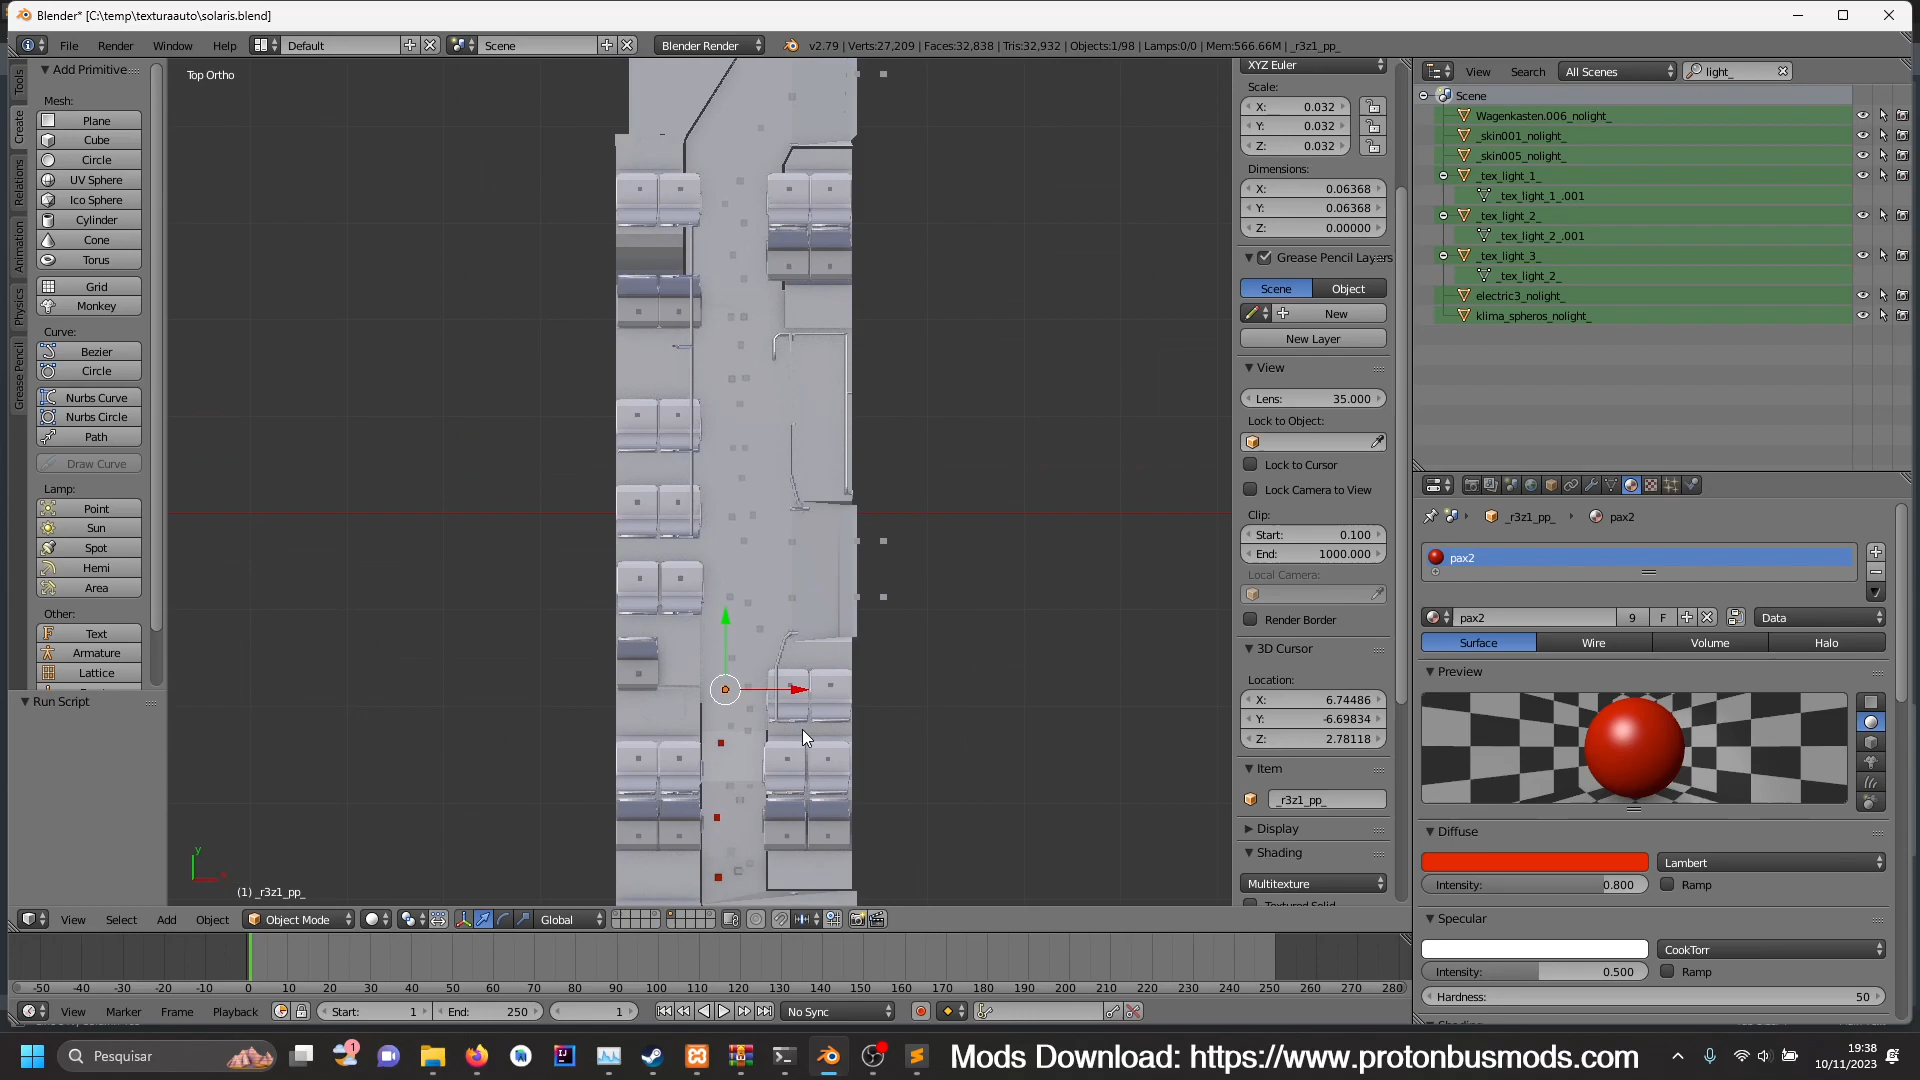 Blender* [C:\temp\texturaauto\solaris.blend]
File Render Window Help Default Scene Blender Render v2.79 | Verts:27,209 | Faces:32,838 | Tris:32,932 | Objects:1/98 | Lamps:0/0 | Mem:566.66M | _r3z1_pp_
Tools
Create
Relations
Animation
Physics
Grease Pencil
Add Primitive
Mesh:
Plane
Cube
Circle
UV Sphere
Ico Sphere
Cylinder
Cone
Torus
Grid
Monkey
Curve:
Bezier
Circle
Nurbs Curve
Nurbs Circle
Path
Draw Curve
Lamp:
Point
Sun
Spot
Hemi
Area
Other:
Text
Armature
Lattice
Run Script
Top Ortho
y
(1) _r3z1_pp_
View Select Add Object Object Mode Global
XYZ Euler
Scale:
X: 0.032
Y: 0.032
Z: 0.032
Dimensions:
X: 0.06368
Y: 0.06368
Z: 0.00000
Grease Pencil Layers
Scene Object
New
New Layer
View
Lens: 35.000
Lock to Object:
Lock to Cursor
Lock Camera to View
Clip:
Start: 0.100
End: 1000.000
Local Camera:
Render Border
3D Cursor
Location:
X: 6.74486
Y: -6.69834
Z: 2.78118
Item
_r3z1_pp_
Display
Shading
Multitexture
Textured Solid
View Search All Scenes light_
Scene
Wagenkasten.006_nolight_
_skin001_nolight_
_skin005_nolight_
_tex_light_1_
_tex_light_1_.001
_tex_light_2_
_tex_light_2_.001
_tex_light_3_
_tex_light_2_
electric3_nolight_
klima_spheros_nolight_
_r3z1_pp_ pax2
pax2
pax2 9 F Data
Surface Wire Volume Halo
Preview
Diffuse
Lambert
Intensity: 0.800 Ramp
Specular
CookTorr
Intensity: 0.500 Ramp
Hardness: 50
-50 -40 -30 -20 -10 0 10 20 30 40 50 60 70 80 90 100 110 120 130 140 150 160 170 180 190 200 210 220 230 240 250 260 270 280
View Marker Frame Playback Start: 1 End: 250 1 No Sync
Pesquisar
1
Mods Download: https://www.protonbusmods.com
19:38
10/11/2023